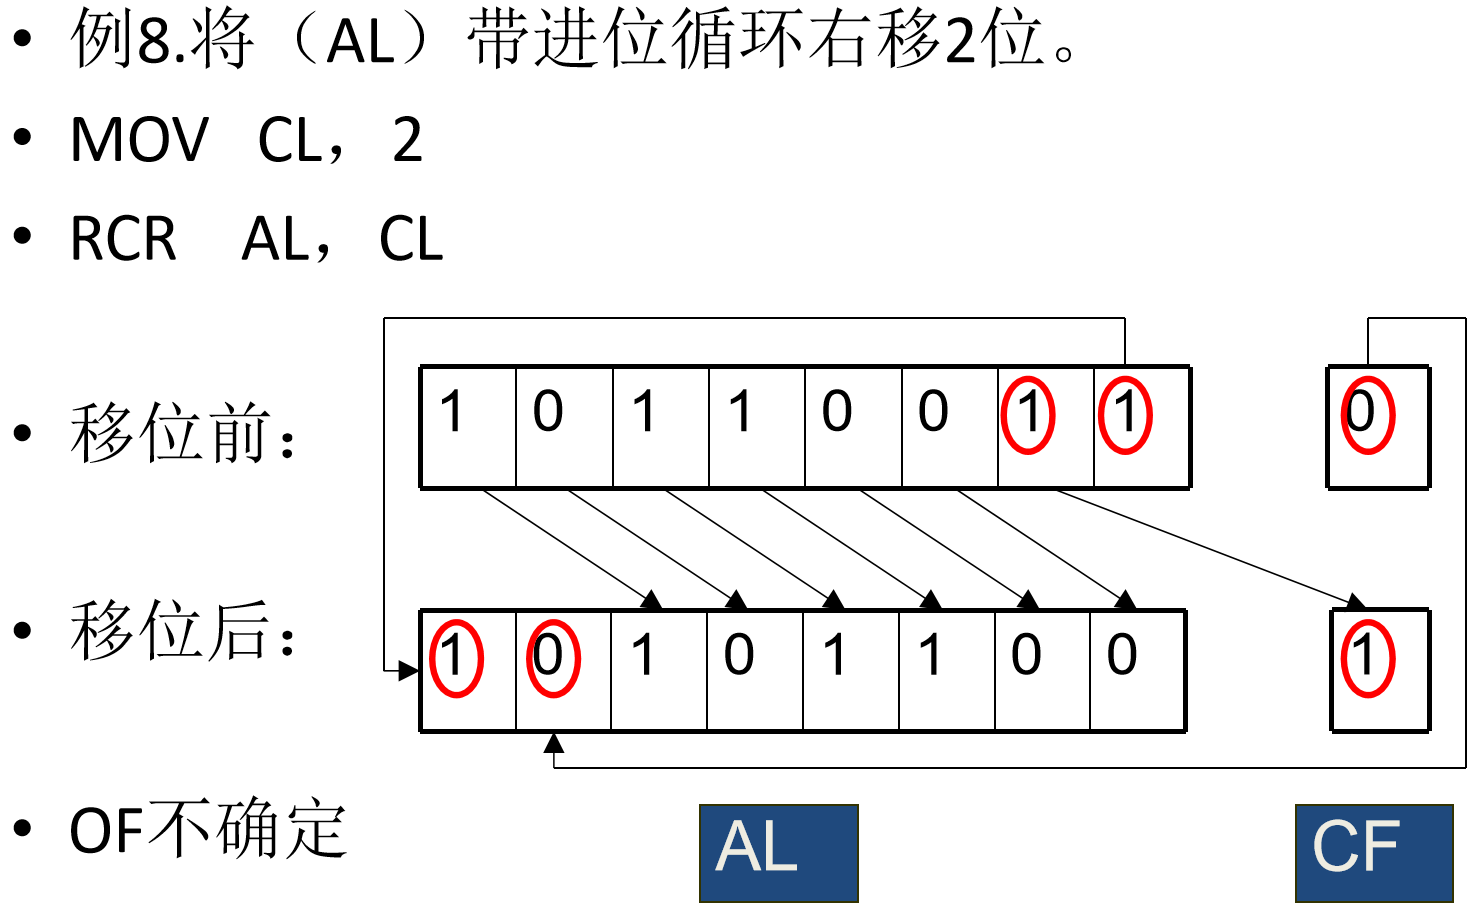 • 例8.将（AL）带进位循环右移2位。
• MOV CL，2
• RCR AL，CL
• 移位前： 1 0 1 1 0 0 1 1 0
• 移位后： 1 0 1 0 1 1 0 0 1
• OF不确定
AL CF